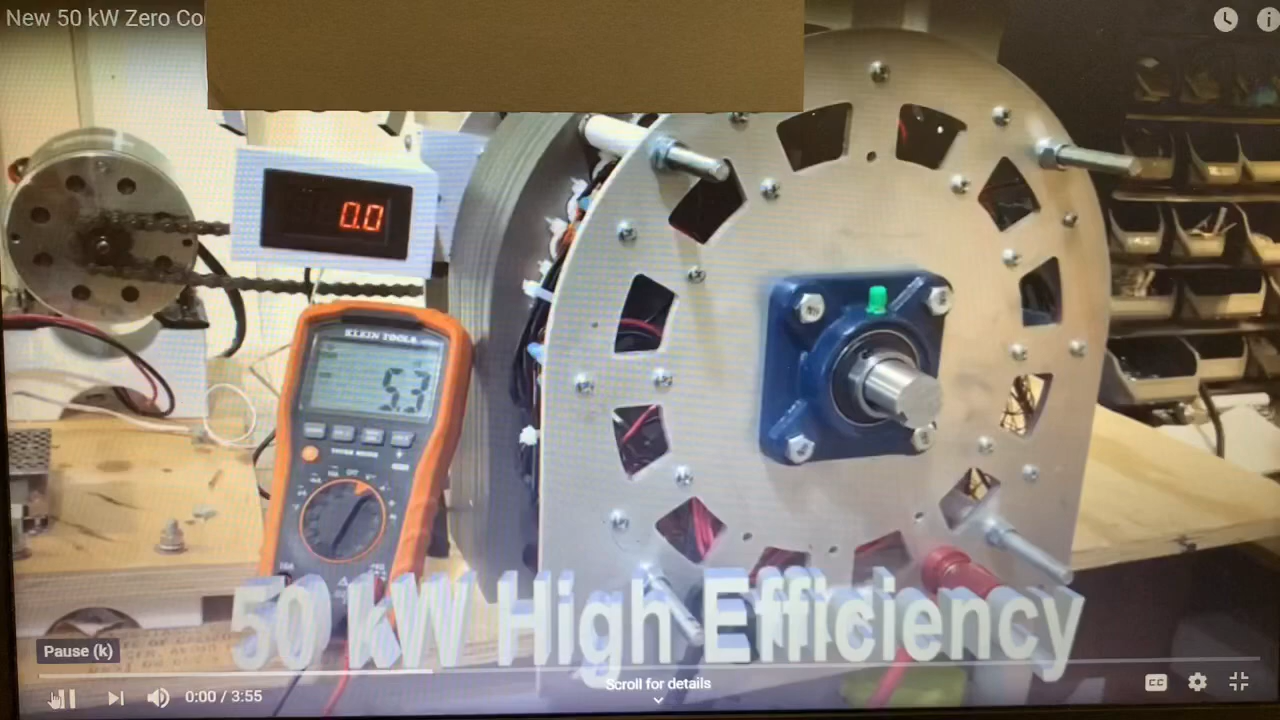 New 50 kW Zero Co
0.0
KLEIN TOOLS
5.3
50 kW High Efficiency
Pause (k)
0:00 / 3:55
Scroll for details
CC